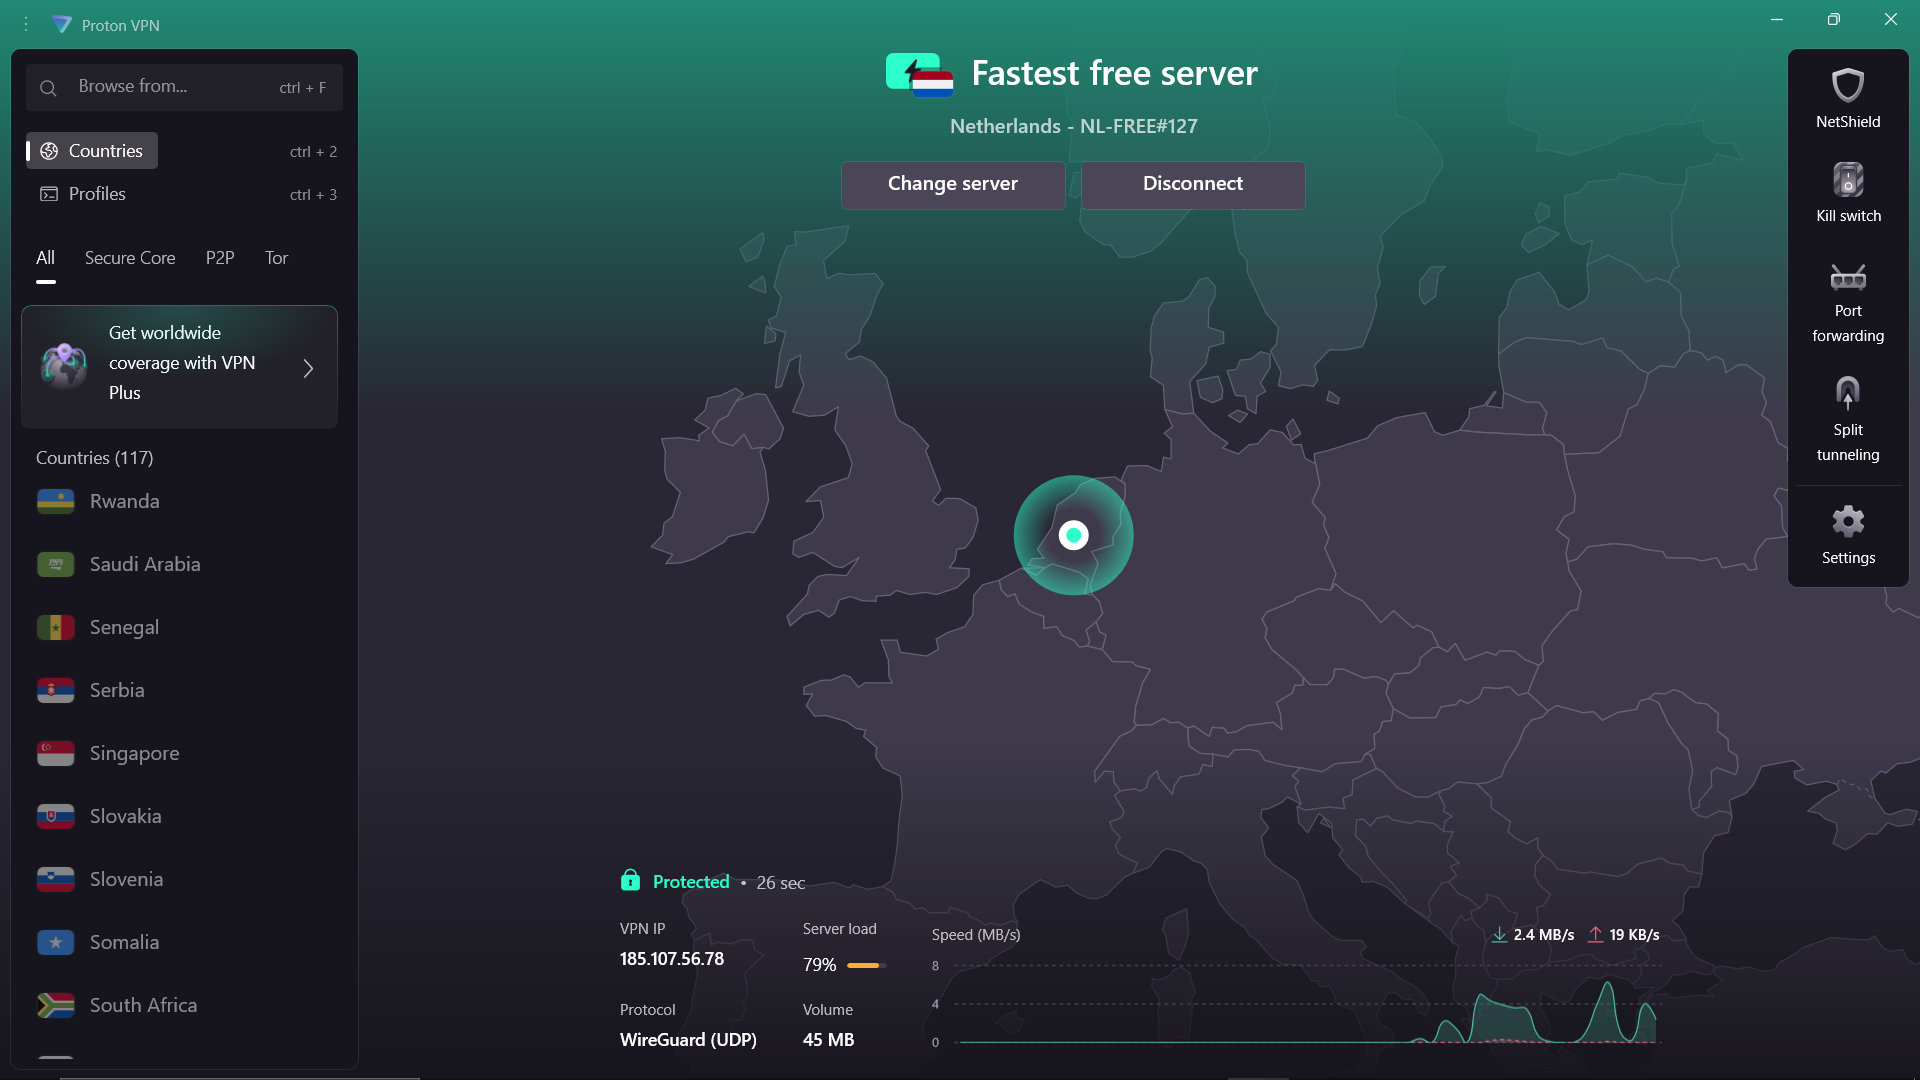 Proton VPN
Browse from...
ctrl + F
Countries
ctrl + 2
Profiles
ctrl + 3
All
Secure Core
P2P
Tor
Get worldwide
coverage with VPN
Plus
Countries (117)
Rwanda
Saudi Arabia
Senegal
Serbia
Singapore
Slovakia
Slovenia
Somalia
South Africa
Fastest free server
Netherlands - NL-FREE#127
Change server
Disconnect
Protected • 26 sec
VPN IP
185.107.56.78
Server load
79%
Protocol
WireGuard (UDP)
Volume
45 MB
Speed (MB/s)
2.4 MB/s
19 KB/s
8
4
0
NetShield
Kill switch
Port
forwarding
Split
tunneling
Settings